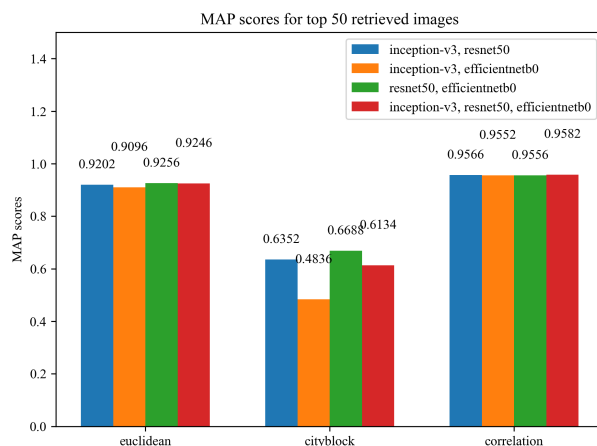 MAP scores for top 50 retrieved images
MAP scores
1.4
1.2
1.0
0.8
0.6
0.4
0.2
0.0
inception-v3, resnet50
inception-v3, efficientnetb0
resnet50, efficientnetb0
inception-v3, resnet50, efficientnetb0
0.9202
0.9096
0.9256
0.9246
0.6352
0.4836
0.6688
0.6134
0.9566
0.9552
0.9556
0.9582
euclidean
cityblock
correlation